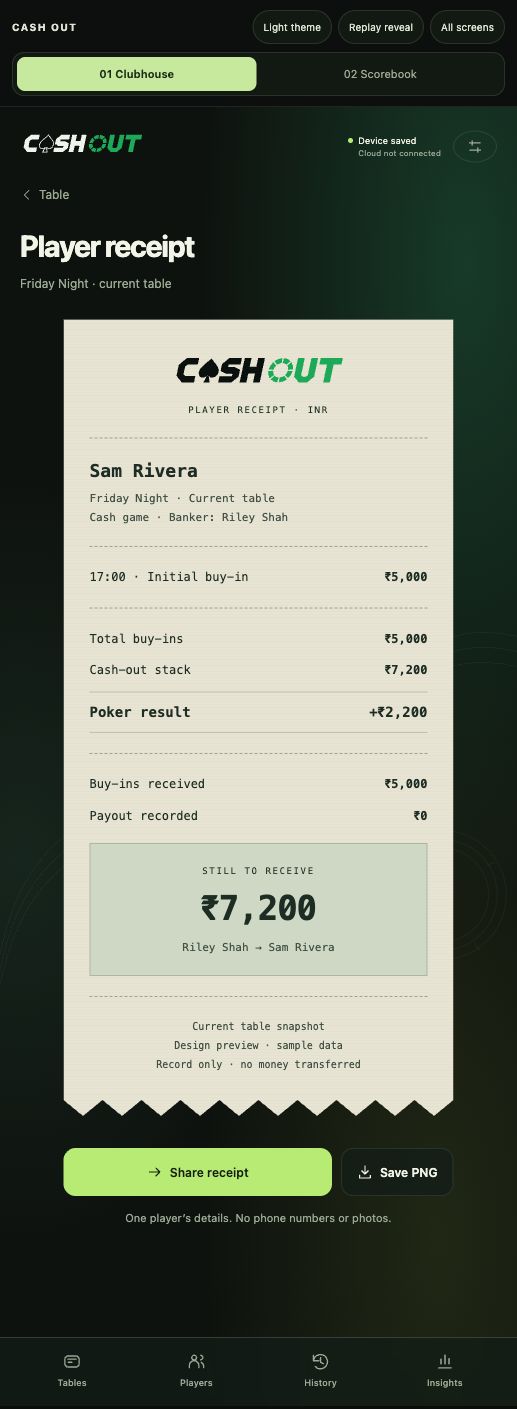 CASH OUT
Light theme
Replay reveal
All screens
01 Clubhouse
02 Scorebook
CASHOUT
Device saved
Cloud not connected
Table
Player receipt
Friday Night · current table
CASHOUT
PLAYER RECEIPT · INR
Sam Rivera
Friday Night · Current table
Cash game · Banker: Riley Shah
17:00 · Initial buy-in ₹5,000
Total buy-ins ₹5,000
Cash-out stack ₹7,200
Poker result +₹2,200
Buy-ins received ₹5,000
Payout recorded ₹0
STILL TO RECEIVE
₹7,200
Riley Shah → Sam Rivera
Current table snapshot
Design preview · sample data
Record only · no money transferred
→ Share receipt
Save PNG
One player's details. No phone numbers or photos.
Tables
Players
History
Insights